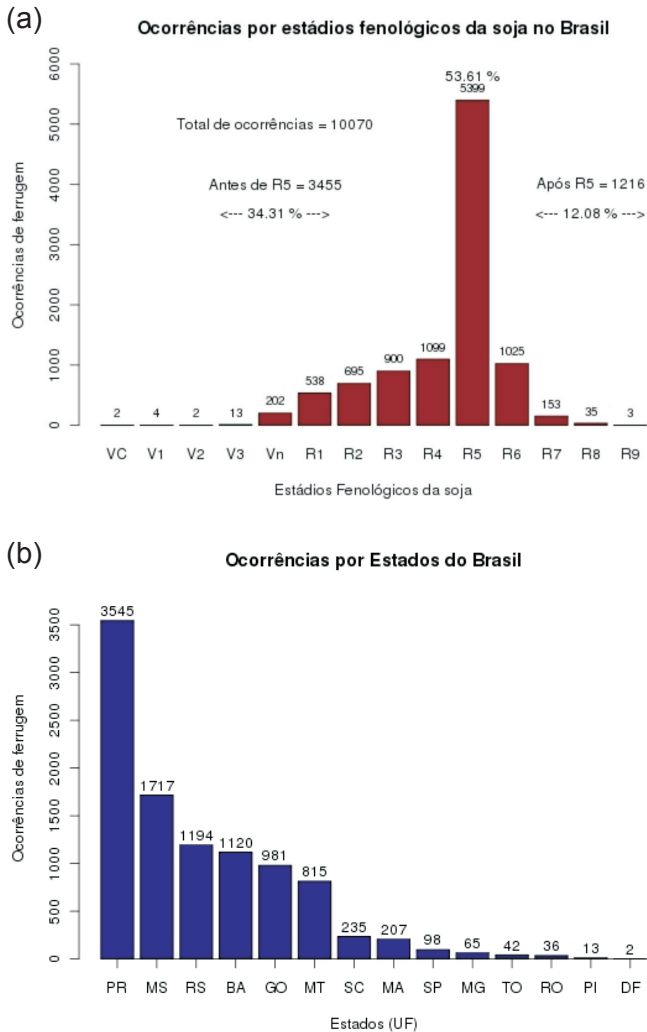 (a)
Ocorrências por estádios fenológicos da soja no Brasil
Ocorrências de ferrugem
6000
5000
4000
3000
2000
1000
0
Total de ocorrências = 10070
Antes de R5 = 3455
<--- 34.31 % --->
53.61 %
5399
Após R5 = 1216
<--- 12.08 % --->
2 4 2 13 202 538 695 900 1099 1025 153 35 3
VC V1 V2 V3 Vn R1 R2 R3 R4 R5 R6 R7 R8 R9
Estádios Fenológicos da soja
(b)
Ocorrências por Estados do Brasil
Ocorrências de ferrugem
3500
3000
2500
2000
1500
1000
500
0
3545 1717 1194 1120 981 815 235 207 98 65 42 36 13 2
PR MS RS BA GO MT SC MA SP MG TO RO PI DF
Estados (UF)